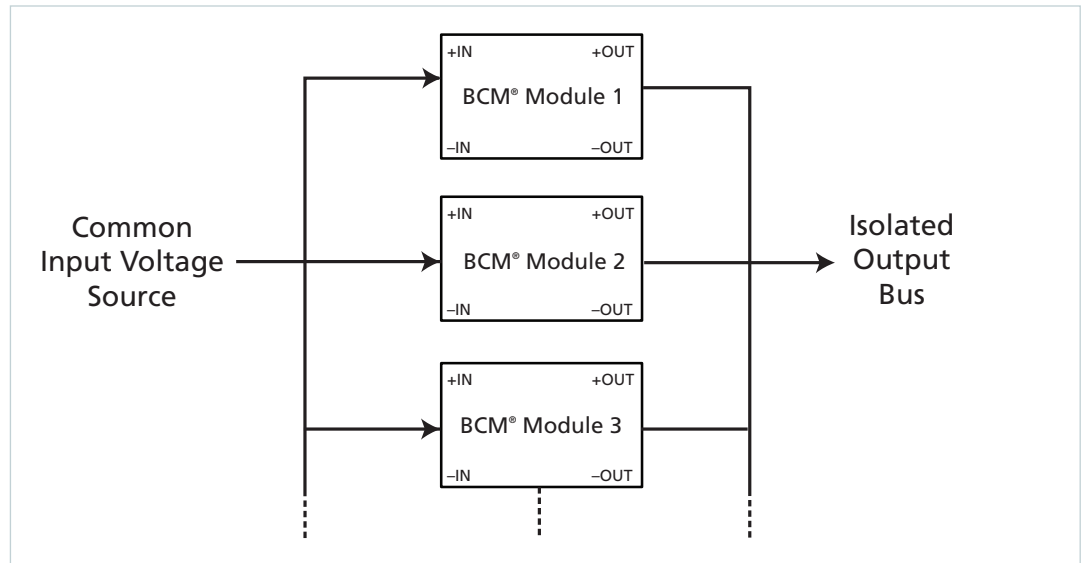 +IN +OUT
BCM® Module 1
–IN –OUT
Common
Input Voltage
Source
+IN +OUT
BCM® Module 2
–IN –OUT
Isolated
Output
Bus
+IN +OUT
BCM® Module 3
–IN –OUT